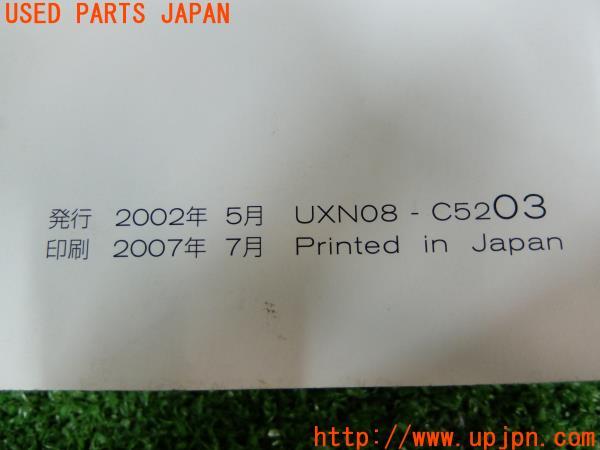 USED PARTS JAPAN
発行 2002年 5月 UXN08 - C5203
印刷 2007年 7月 Printed in Japan
http://www.upjpn.com/